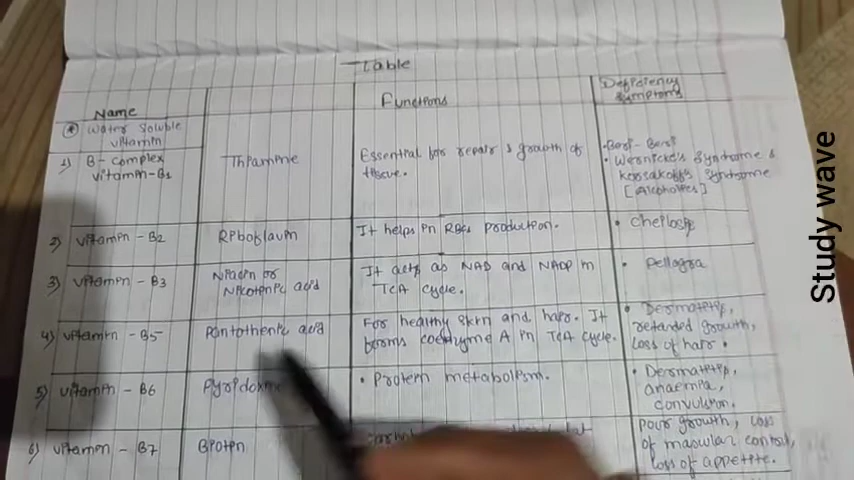 Table
Name
Functions
Deficiency
symptoms
* Water Soluble
vitamin
1) B-complex
vitamin-B1
Thiamine
Essential for repair & growth of
tissue.
• Beri-Beri
• Wernicke's Syndrome &
Korsakoff's Syndrome
[Alcoholics]
2) vitamin - B2
Riboflavin
It helps in RBCs production.
• Cheilosis
3) vitamin - B3
Niacin or
Nicotinic acid
It acts as NAD and NADP in
TCA cycle.
• Pellagra
4) vitamin - B5
Pantothenic acid
For healthy skin and hair. It
forms coenzyme A in TCA cycle.
• Dermatitis,
retarded growth,
Loss of hair.
5) vitamin - B6
• Protein metabolism.
• Dermatitis,
anaemia,
convulsion.
6) vitamin - B7
Biotin
Poor growth, loss
of muscular control,
loss of appetite.
Study wave